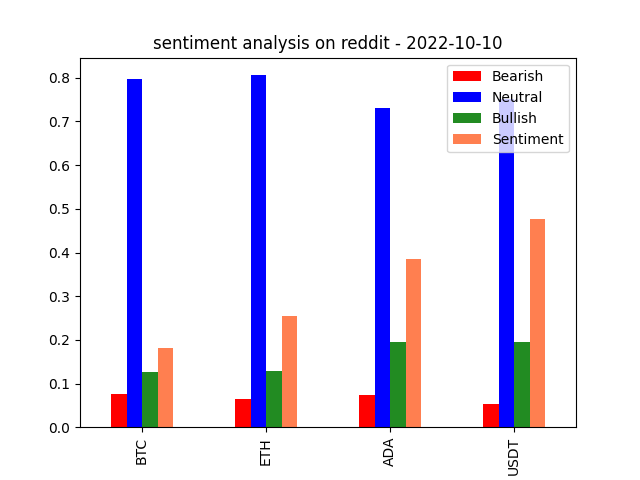 sentiment analysis on reddit - 2022-10-10
Bearish
Neutral
Bullish
Sentiment
0.8
0.7
0.6
0.5
0.4
0.3
0.2
0.1
0.0
BTC
ETH
ADA
USDT